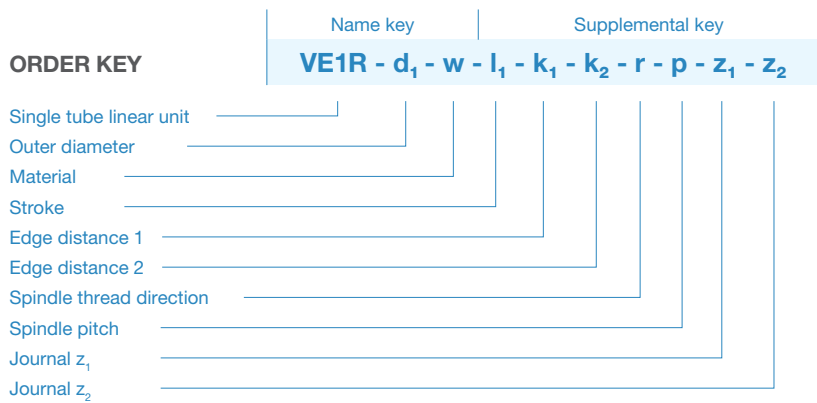 Name key Supplemental key
ORDER KEY VE1R - d₁ - w - l₁ - k₁ - k₂ - r - p - z₁ - z₂
Single tube linear unit
Outer diameter
Material
Stroke
Edge distance 1
Edge distance 2
Spindle thread direction
Spindle pitch
Journal z₁
Journal z₂